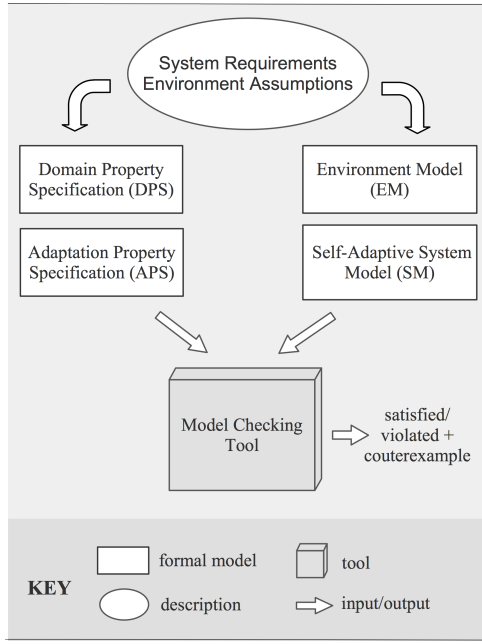 System Requirements
Environment Assumptions
Domain Property
Specification (DPS)
Environment Model
(EM)
Adaptation Property
Specification (APS)
Self-Adaptive System
Model (SM)
Model Checking
Tool
satisfied/
violated +
couterexample
KEY
formal model
tool
description
input/output